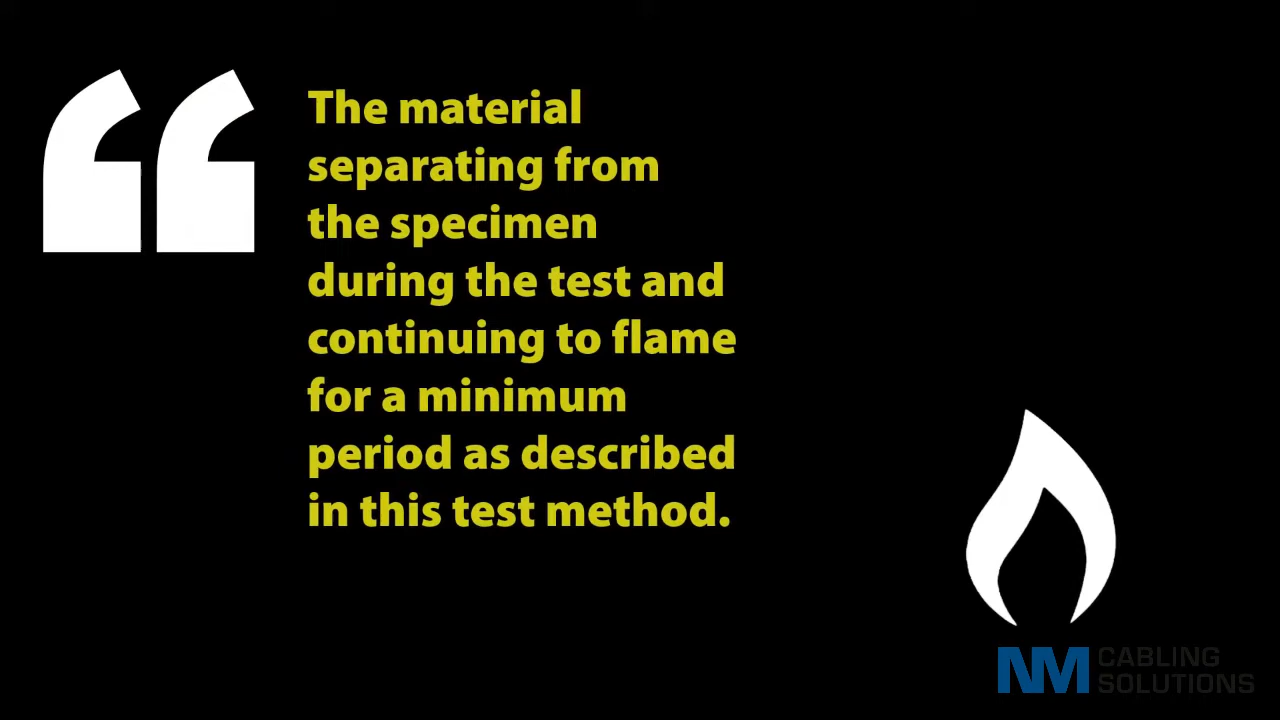 The material
separating from
the specimen
during the test and
continuing to flame
for a minimum
period as described
in this test method.
NM CABLING
SOLUTIONS